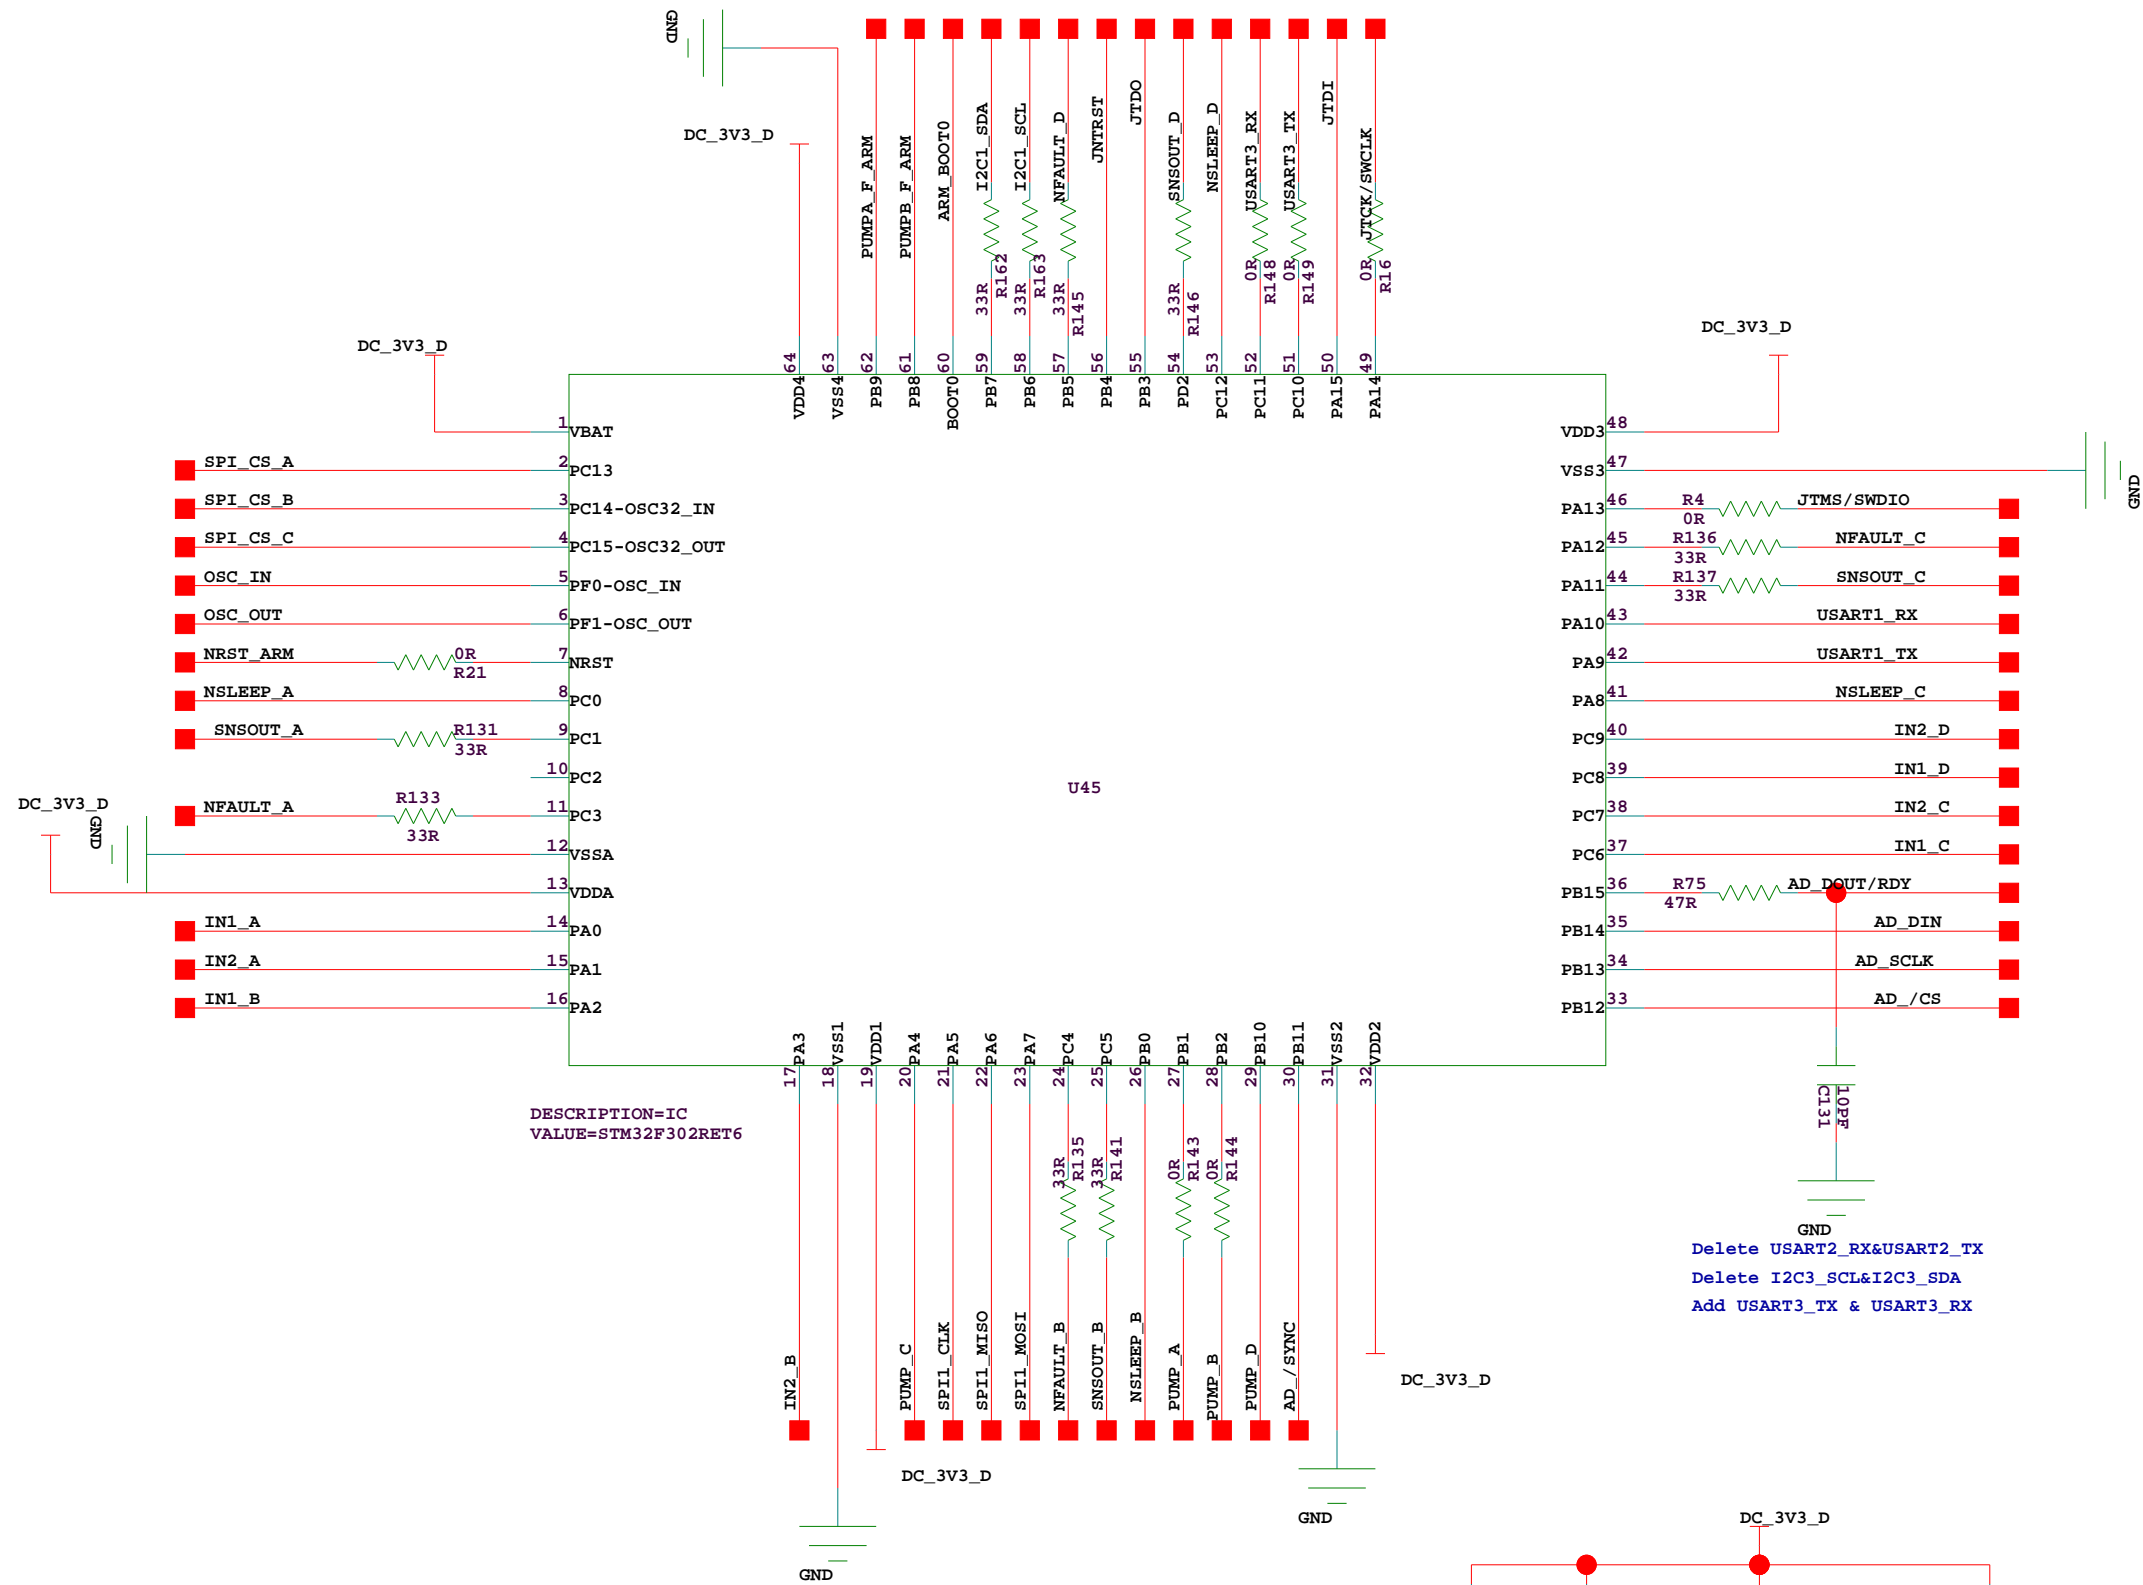 GND
DC_3V3_D
PUMPA_F_ARM
PUMPB_F_ARM
ARM_BOOT0
I2C1_SDA
I2C1_SCL
NFAULT_D
JNTRST
JTDO
SNSOUT_D
NSLEEP_D
USART3_RX
USART3_TX
JTDI
JTCK/SWCLK
33R
R162
33R
R163
33R
R145
33R
R146
0R
R148
0R
R149
0R
R16
64
63
62
61
60
59
58
57
56
55
54
53
52
51
50
49
VDD4
VSS4
PB9
PB8
BOOT0
PB7
PB6
PB5
PB4
PB3
PD2
PC12
PC11
PC10
PA15
PA14
DC_3V3_D
1 VBAT
SPI_CS_A 2 PC13
SPI_CS_B 3 PC14-OSC32_IN
SPI_CS_C 4 PC15-OSC32_OUT
OSC_IN 5 PF0-OSC_IN
OSC_OUT 6 PF1-OSC_OUT
NRST_ARM 0R 7 NRST
R21
NSLEEP_A 8 PC0
SNSOUT_A R131 9 PC1
33R
10 PC2
R133
NFAULT_A 11 PC3
33R
DC_3V3_D
GND
12 VSSA
13 VDDA
IN1_A 14 PA0
IN2_A 15 PA1
IN1_B 16 PA2
U45
DC_3V3_D
VDD3 48
VSS3 47
GND
PA13 46 R4 JTMS/SWDIO
0R
PA12 45 R136 NFAULT_C
33R
PA11 44 R137 SNSOUT_C
33R
PA10 43 USART1_RX
PA9 42 USART1_TX
PA8 41 NSLEEP_C
PC9 40 IN2_D
PC8 39 IN1_D
PC7 38 IN2_C
PC6 37 IN1_C
PB15 36 R75 AD_DOUT/RDY
47R
PB14 35 AD_DIN
PB13 34 AD_SCLK
PB12 33 AD_/CS
PA3
VSS1
VDD1
PA4
PA5
PA6
PA7
PC4
PC5
PB0
PB1
PB2
PB10
PB11
VSS2
VDD2
17
18
19
20
21
22
23
24
25
26
27
28
29
30
31
32
DESCRIPTION=IC
VALUE=STM32F302RET6
33R
R135
33R
R141
0R
R143
0R
R144
C131
10PF
GND
Delete USART2_RX&USART2_TX
Delete I2C3_SCL&I2C3_SDA
Add USART3_TX & USART3_RX
IN2_B
PUMP_C
SPI1_CLK
SPI1_MISO
SPI1_MOSI
NFAULT_B
SNSOUT_B
NSLEEP_B
PUMP_A
PUMP_B
PUMP_D
AD_/SYNC
DC_3V3_D
DC_3V3_D
GND
GND
DC_3V3_D